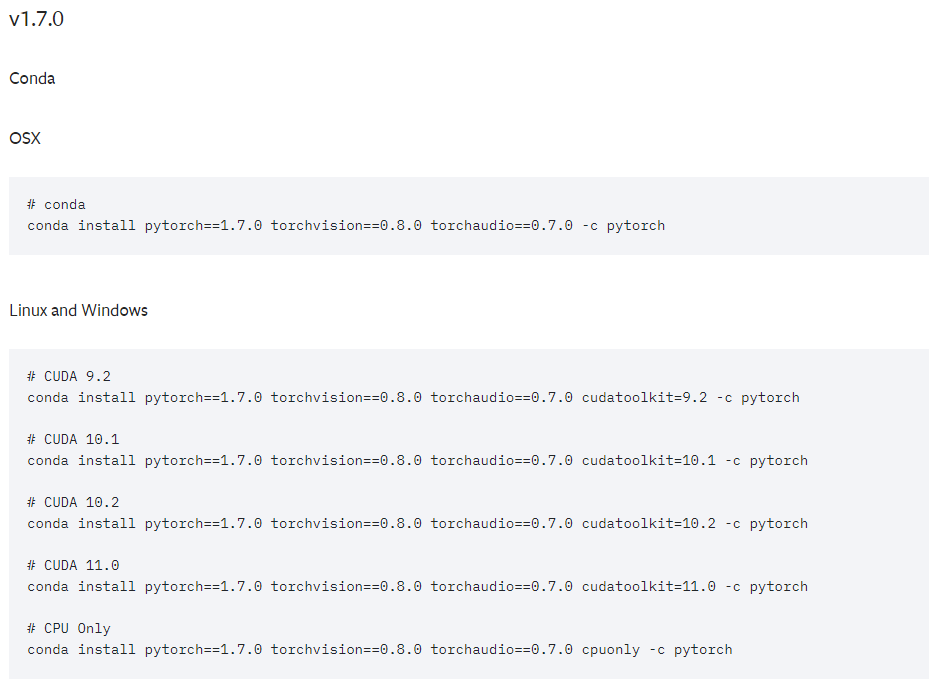 v1.7.0
Conda
OSX
# conda
conda install pytorch==1.7.0 torchvision==0.8.0 torchaudio==0.7.0 -c pytorch
Linux and Windows
# CUDA 9.2
conda install pytorch==1.7.0 torchvision==0.8.0 torchaudio==0.7.0 cudatoolkit=9.2 -c pytorch
# CUDA 10.1
conda install pytorch==1.7.0 torchvision==0.8.0 torchaudio==0.7.0 cudatoolkit=10.1 -c pytorch
# CUDA 10.2
conda install pytorch==1.7.0 torchvision==0.8.0 torchaudio==0.7.0 cudatoolkit=10.2 -c pytorch
# CUDA 11.0
conda install pytorch==1.7.0 torchvision==0.8.0 torchaudio==0.7.0 cudatoolkit=11.0 -c pytorch
# CPU Only
conda install pytorch==1.7.0 torchvision==0.8.0 torchaudio==0.7.0 cpuonly -c pytorch